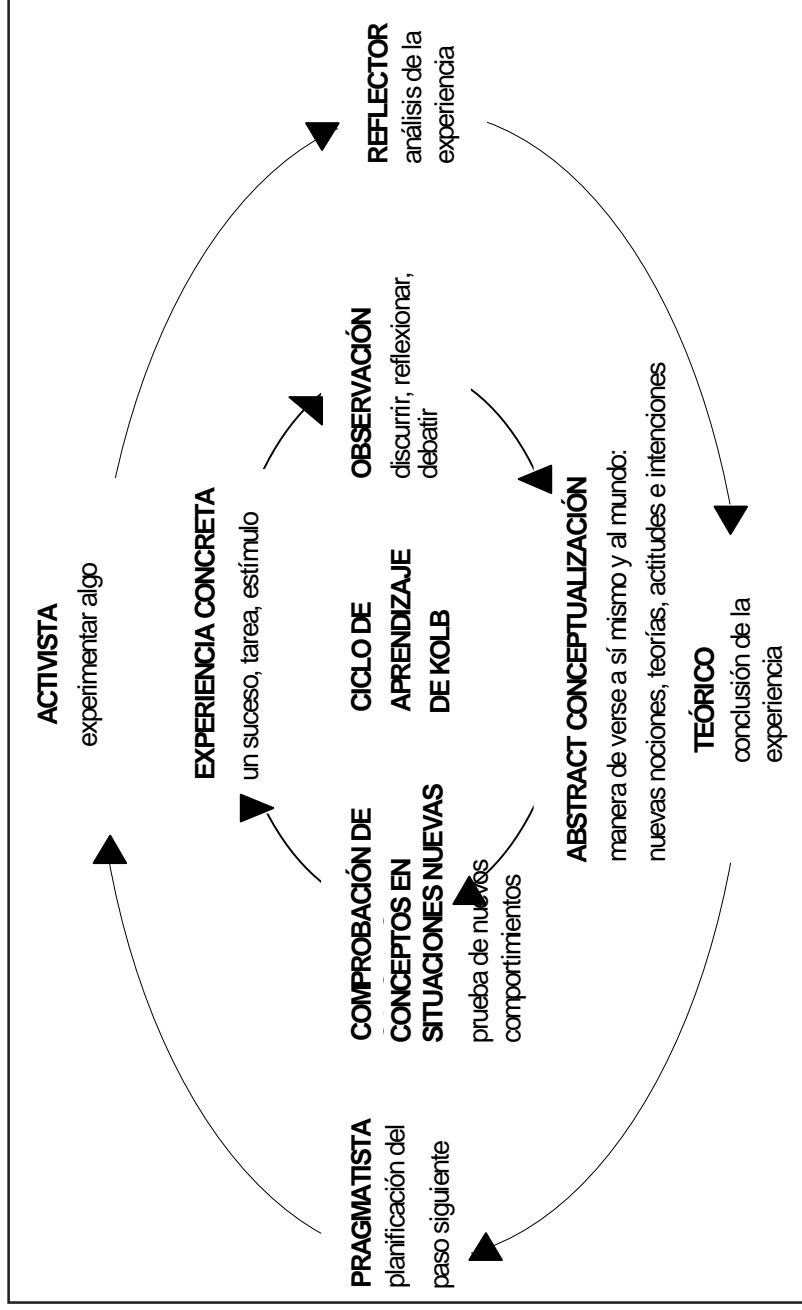 ACTIVISTA
experimentar algo
EXPERIENCIA CONCRETA
un suceso, tarea, estímulo
PRAGMATISTA
planificación del
paso siguiente
COMPROBACIÓN DE
CONCEPTOS EN
SITUACIONES NUEVAS
prueba de nuevos
comportimientos
CICLO DE
APRENDIZAJE
DE KOLB
OBSERVACIÓN
discurrir, reflexionar,
debatir
REFLECTOR
análisis de la
experiencia
ABSTRACT CONCEPTUALIZACIÓN
manera de verse a sí mismo y al mundo:
nuevas nociones, teorías, actitudes e intenciones
TEÓRICO
conclusión de la
experiencia